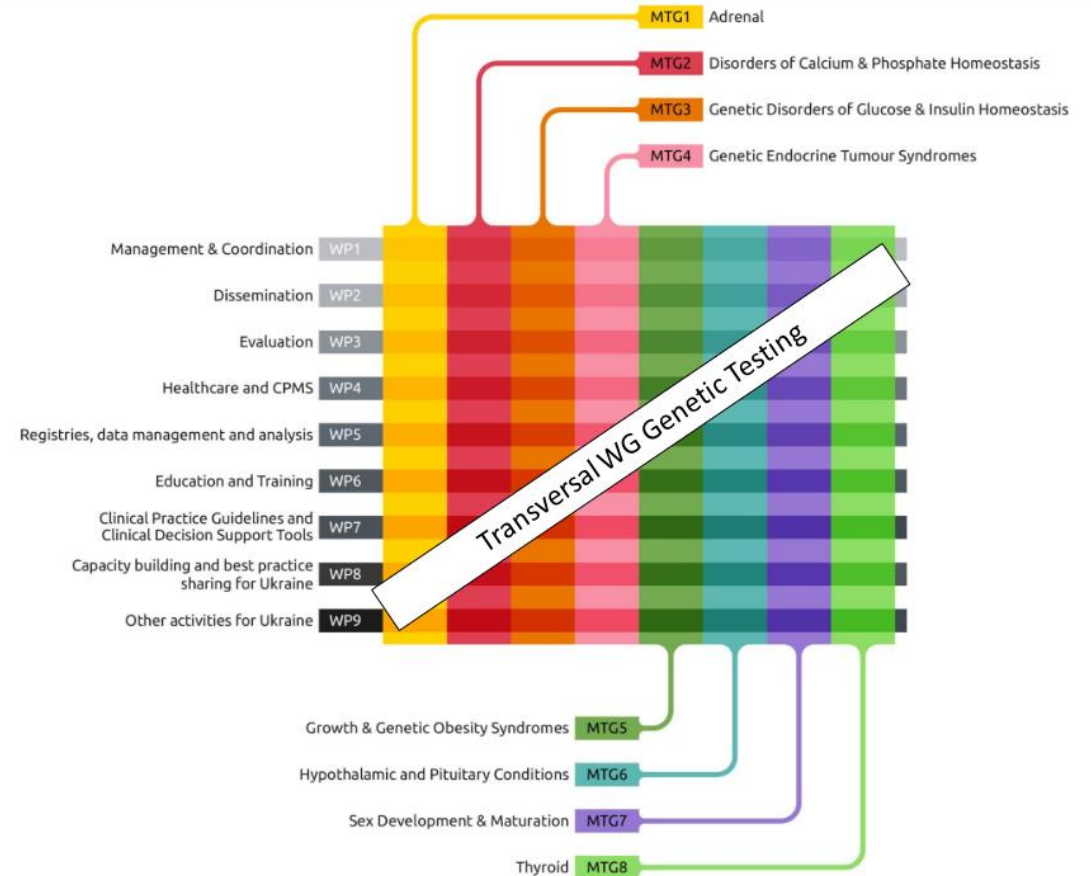 MTG1 Adrenal
MTG2 Disorders of Calcium & Phosphate Homeostasis
MTG3 Genetic Disorders of Glucose & Insulin Homeostasis
MTG4 Genetic Endocrine Tumour Syndromes
Management & Coordination WP1
Dissemination WP2
Evaluation WP3
Healthcare and CPMS WP4
Registries, data management and analysis WP5
Education and Training WP6
Clinical Practice Guidelines and
Clinical Decision Support Tools WP7
Capacity building and best practice
sharing for Ukraine WP8
Other activities for Ukraine WP9
Transversal WG Genetic Testing
Growth & Genetic Obesity Syndromes MTG5
Hypothalamic and Pituitary Conditions MTG6
Sex Development & Maturation MTG7
Thyroid MTG8